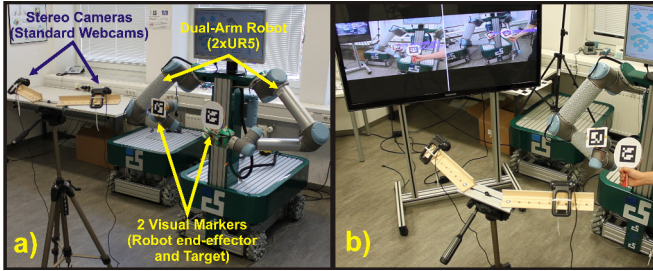 Stereo Cameras
(Standard Webcams)
Dual-Arm Robot
(2xUR5)
2 Visual Markers
(Robot end-effector
and Target)
a)
b)